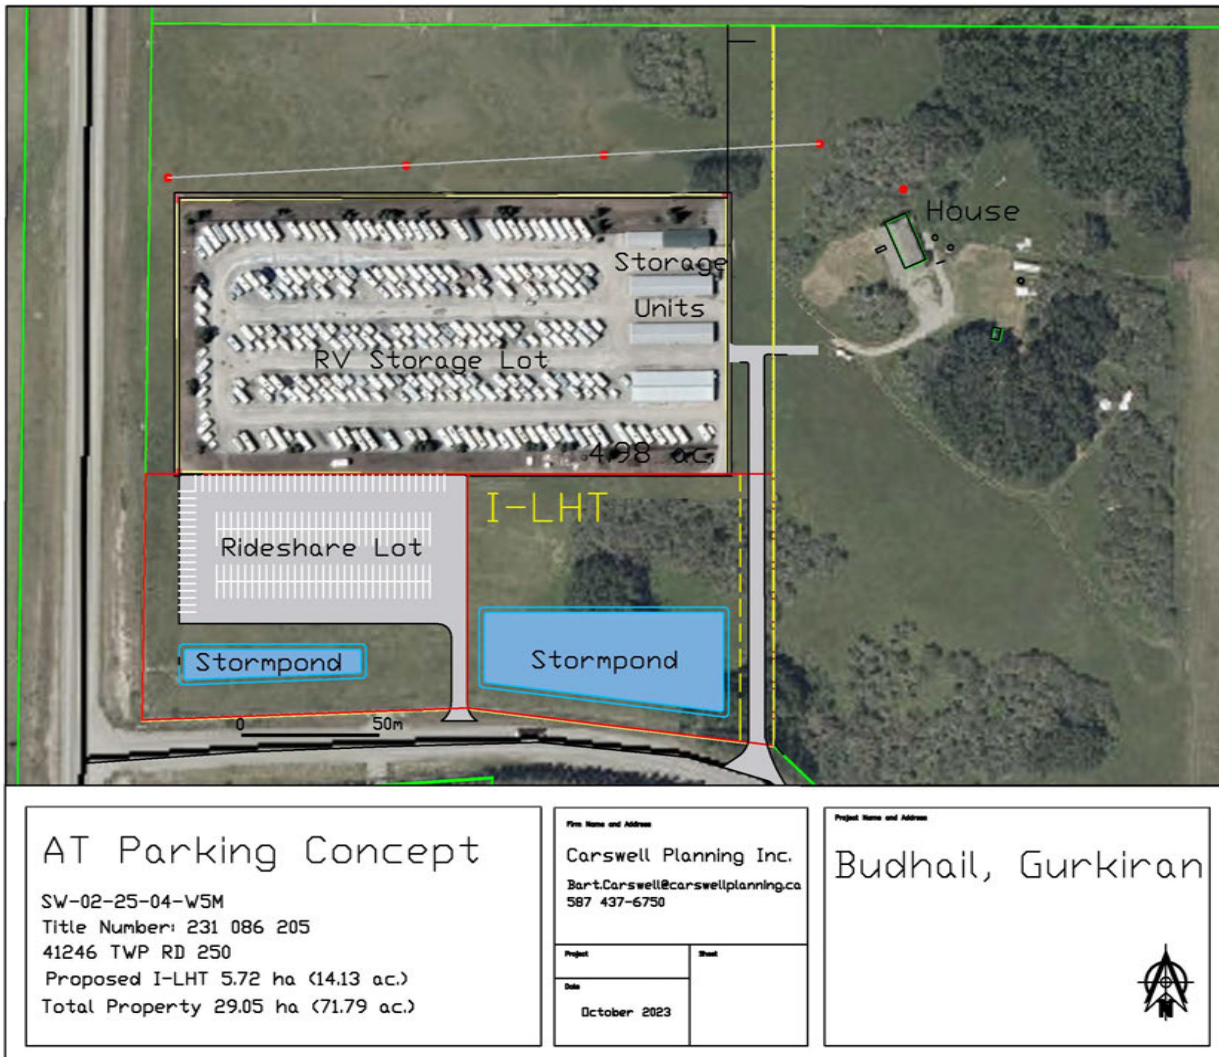 House
Storage
Units
RV Storage Lot
4.98 ac.
I-LHT
Rideshare Lot
Stormpond
Stormpond
0 50m
AT Parking Concept
SW-02-25-04-W5M
Title Number: 231 086 205
41246 TWP RD 250
Proposed I-LHT 5.72 ha (14.13 ac.)
Total Property 29.05 ha (71.79 ac.)
Firm Name and Address
Carswell Planning Inc.
Bart.Carswell@carswellplanning.ca
587 437-6750
Project
Sheet
Date
October 2023
Project Name and Address
Budhail, Gurkiran
N